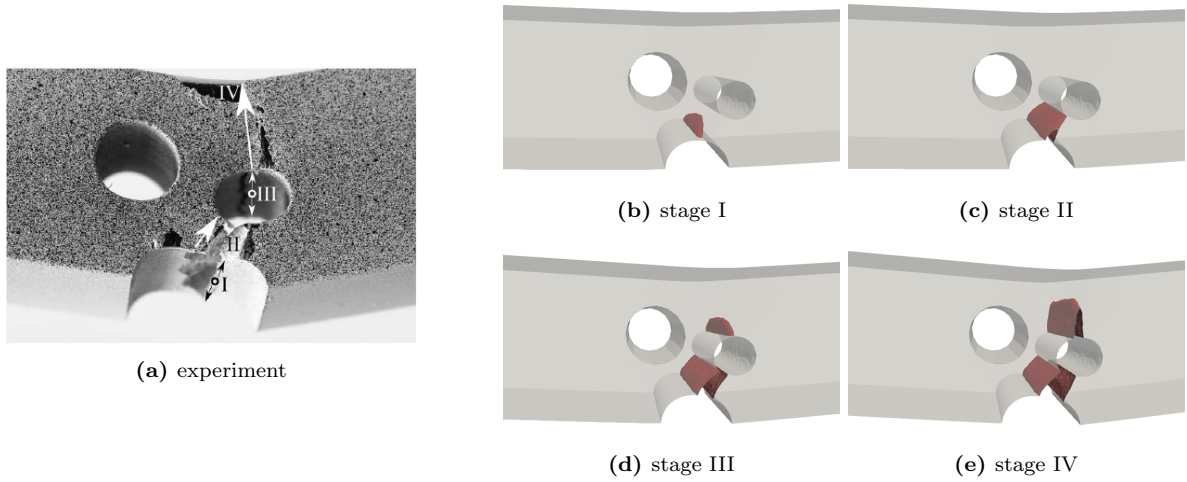 IV
III
II
I
(a) experiment
(b) stage I
(c) stage II
(d) stage III
(e) stage IV